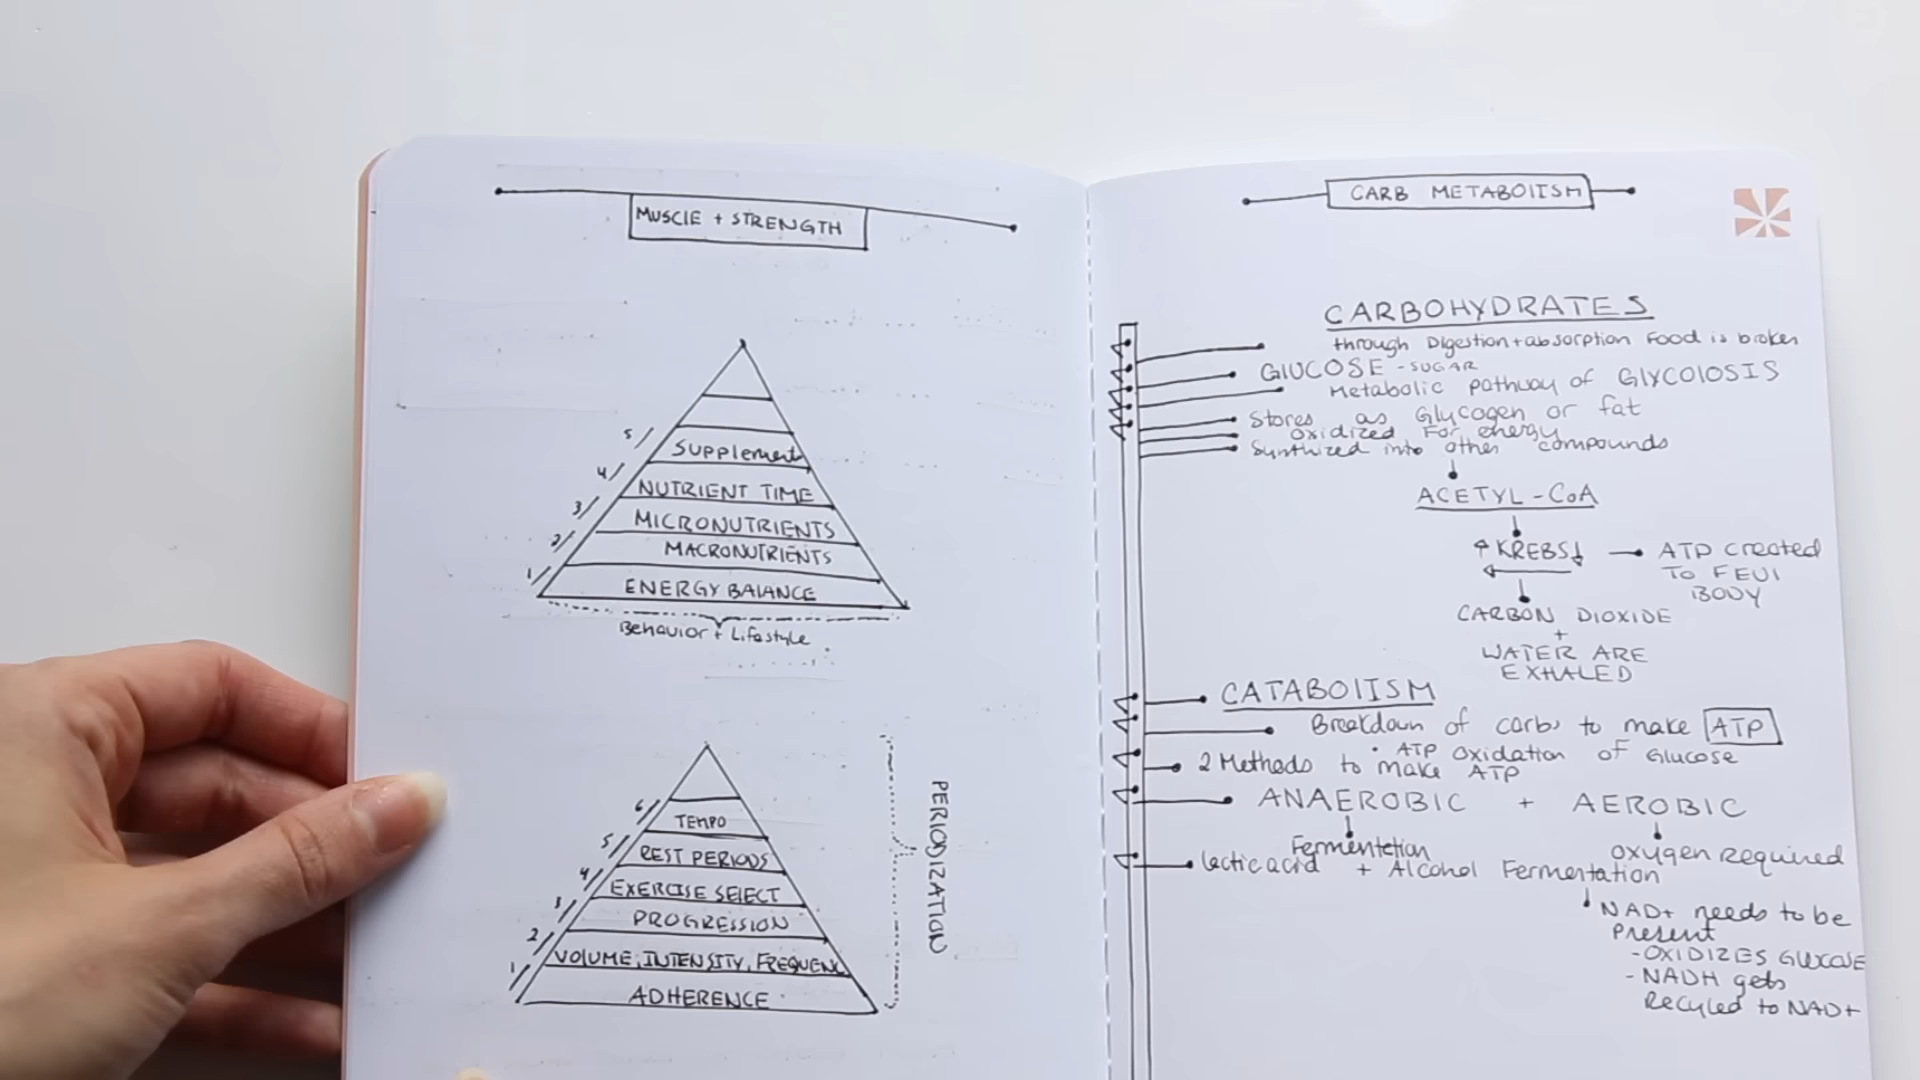 MUSCLE + STRENGTH
5
Supplement
4
NUTRIENT TIME
3
MICRONUTRIENTS
2
MACRONUTRIENTS
1
ENERGY BALANCE
Behavior + Lifestyle
6
TEMPO
5
REST PERIODS
4
EXERCISE SELECT
3
PROGRESSION
2
VOLUME, INTENSITY, FREQUENC
1
ADHERENCE
PERIODIZATION
CARB METABOLISM
CARBOHYDRATES
through Digestion + absorption Food is broken
GLUCOSE - SUGAR
Metabolic pathway of GLYCOLOSIS
Stores as Glycogen or fat
oxidized For energy
Synthized into other compounds
ACETYL - CoA
KREBS
ATP created
TO FEUL
BODY
CARBON DIOXIDE
+
WATER ARE
EXHALED
CATABOLISM
Breakdown of carbs to make ATP
ATP Oxidation of Glucose
2 Methods to make ATP
ANAEROBIC + AEROBIC
Fermentetion
oxygen required
lactic acid + Alcohol Fermentation
NAD+ needs to be
present
- OXIDIZES GLUCOSE
- NADH gets
Recyled to NAD+